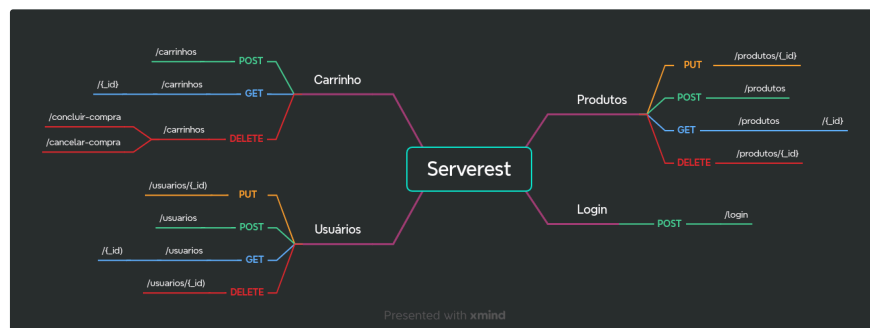 Serverest
Carrinho
POST
/carrinhos
GET
/carrinhos
/{_id}
DELETE
/carrinhos
/concluir-compra
/cancelar-compra
Usuários
PUT
/usuarios/{_id)
POST
/usuarios
GET
/usuarios
/{_id)
DELETE
/usuarios/{_id}
Produtos
PUT
/produtos/{_id}
POST
/produtos
GET
/produtos
/{_id}
DELETE
/produtos/{_id}
Login
POST
/login
Presented with xmind